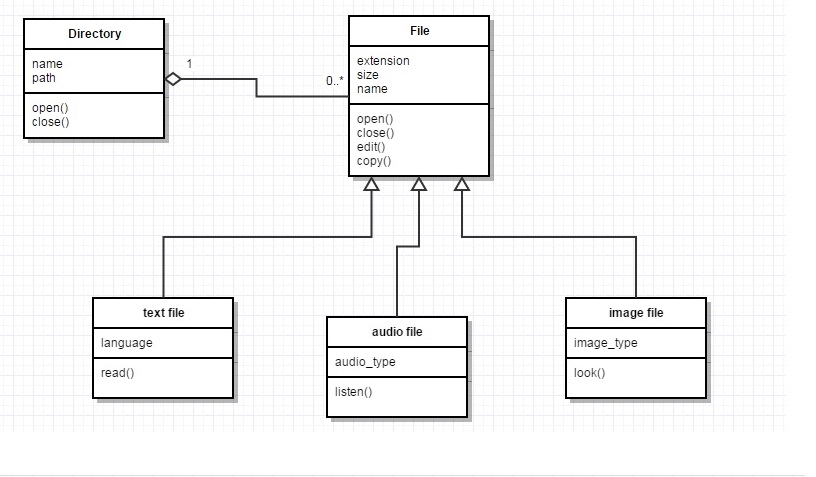 Directory
name
path
open()
close()
1
0..*
File
extension
size
name
open()
close()
edit()
copy()
text file
language
read()
audio file
audio_type
listen()
image file
image_type
look()